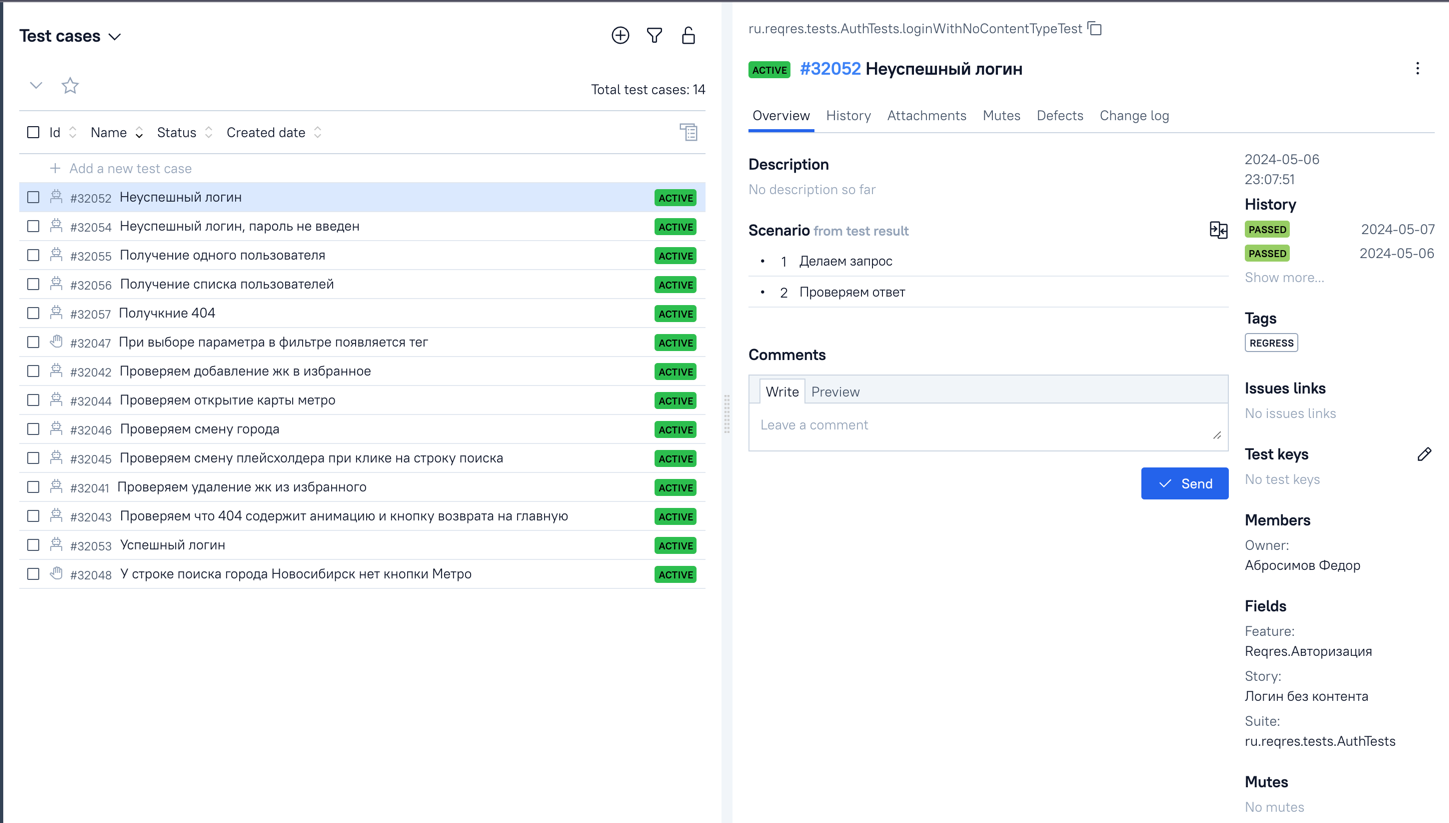 Test cases
Total test cases: 14
Id Name Status Created date
Add a new test case
#32052 Неуспешный логин ACTIVE
#32054 Неуспешный логин, пароль не введен ACTIVE
#32055 Получение одного пользователя ACTIVE
#32056 Получение списка пользователей ACTIVE
#32057 Получкние 404 ACTIVE
#32047 При выборе параметра в фильтре появляется тег ACTIVE
#32042 Проверяем добавление жк в избранное ACTIVE
#32044 Проверяем открытие карты метро ACTIVE
#32046 Проверяем смену города ACTIVE
#32045 Проверяем смену плейсхолдера при клике на строку поиска ACTIVE
#32041 Проверяем удаление жк из избранного ACTIVE
#32043 Проверяем что 404 содержит анимацию и кнопку возврата на главную ACTIVE
#32053 Успешный логин ACTIVE
#32048 У строке поиска города Новосибирск нет кнопки Метро ACTIVE
ru.reqres.tests.AuthTests.loginWithNoContentTypeTest
ACTIVE #32052 Неуспешный логин
Overview History Attachments Mutes Defects Change log
Description
No description so far
Scenario from test result
• 1 Делаем запрос
• 2 Проверяем ответ
Comments
Write Preview
Leave a comment
Send
2024-05-06
23:07:51
History
PASSED 2024-05-07
PASSED 2024-05-06
Show more...
Tags
REGRESS
Issues links
No issues links
Test keys
No test keys
Members
Owner:
Абросимов Федор
Fields
Feature:
Reqres.Авторизация
Story:
Логин без контента
Suite:
ru.reqres.tests.AuthTests
Mutes
No mutes